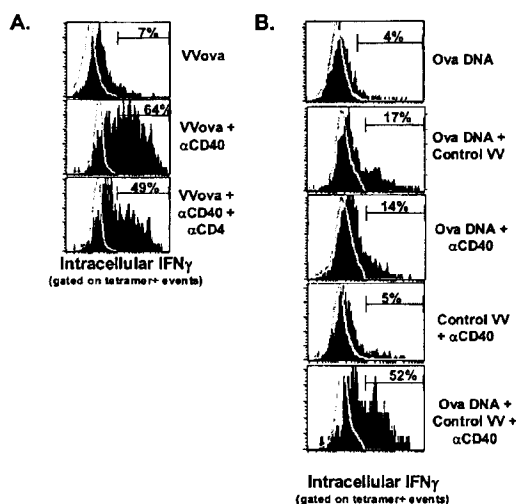 A.
7%
VVova
64%
VVova +
αCD40
49%
VVova +
αCD40 +
αCD4
Intracellular IFNγ
(gated on tetramer+ events)
B.
4%
Ova DNA
17%
Ova DNA +
Control VV
14%
Ova DNA +
αCD40
5%
Control VV
+ αCD40
52%
Ova DNA +
Control VV +
αCD40
Intracellular IFNγ
(gated on tetramer+ events)